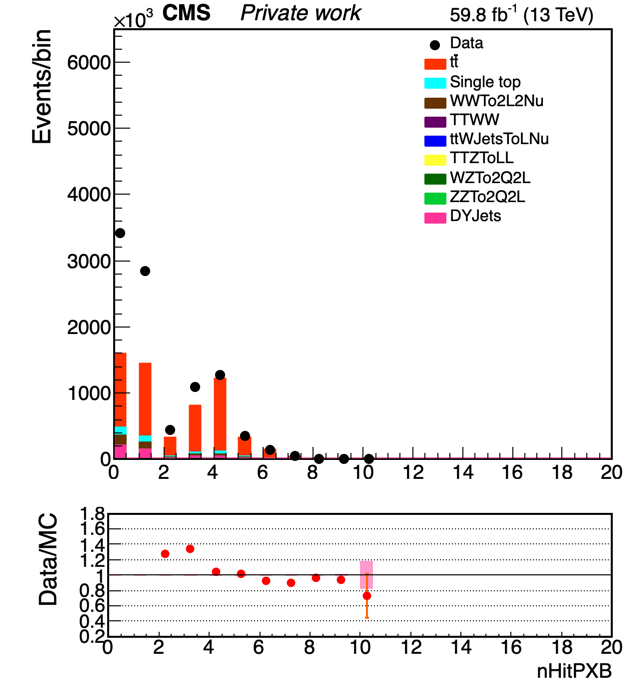 ×10³ CMS Private work 59.8 fb⁻¹ (13 TeV)
Events/bin
6000
5000
4000
3000
2000
1000
0
Data
tt̄
Single top
WWTo2L2Nu
TTWW
ttWJetsToLNu
TTZToLL
WZTo2Q2L
ZZTo2Q2L
DYJets
0 2 4 6 8 10 12 14 16 18 20
Data/MC
1.8
1.6
1.4
1.2
1
0.8
0.6
0.4
0.2
0 2 4 6 8 10 12 14 16 18 20
nHitPXB